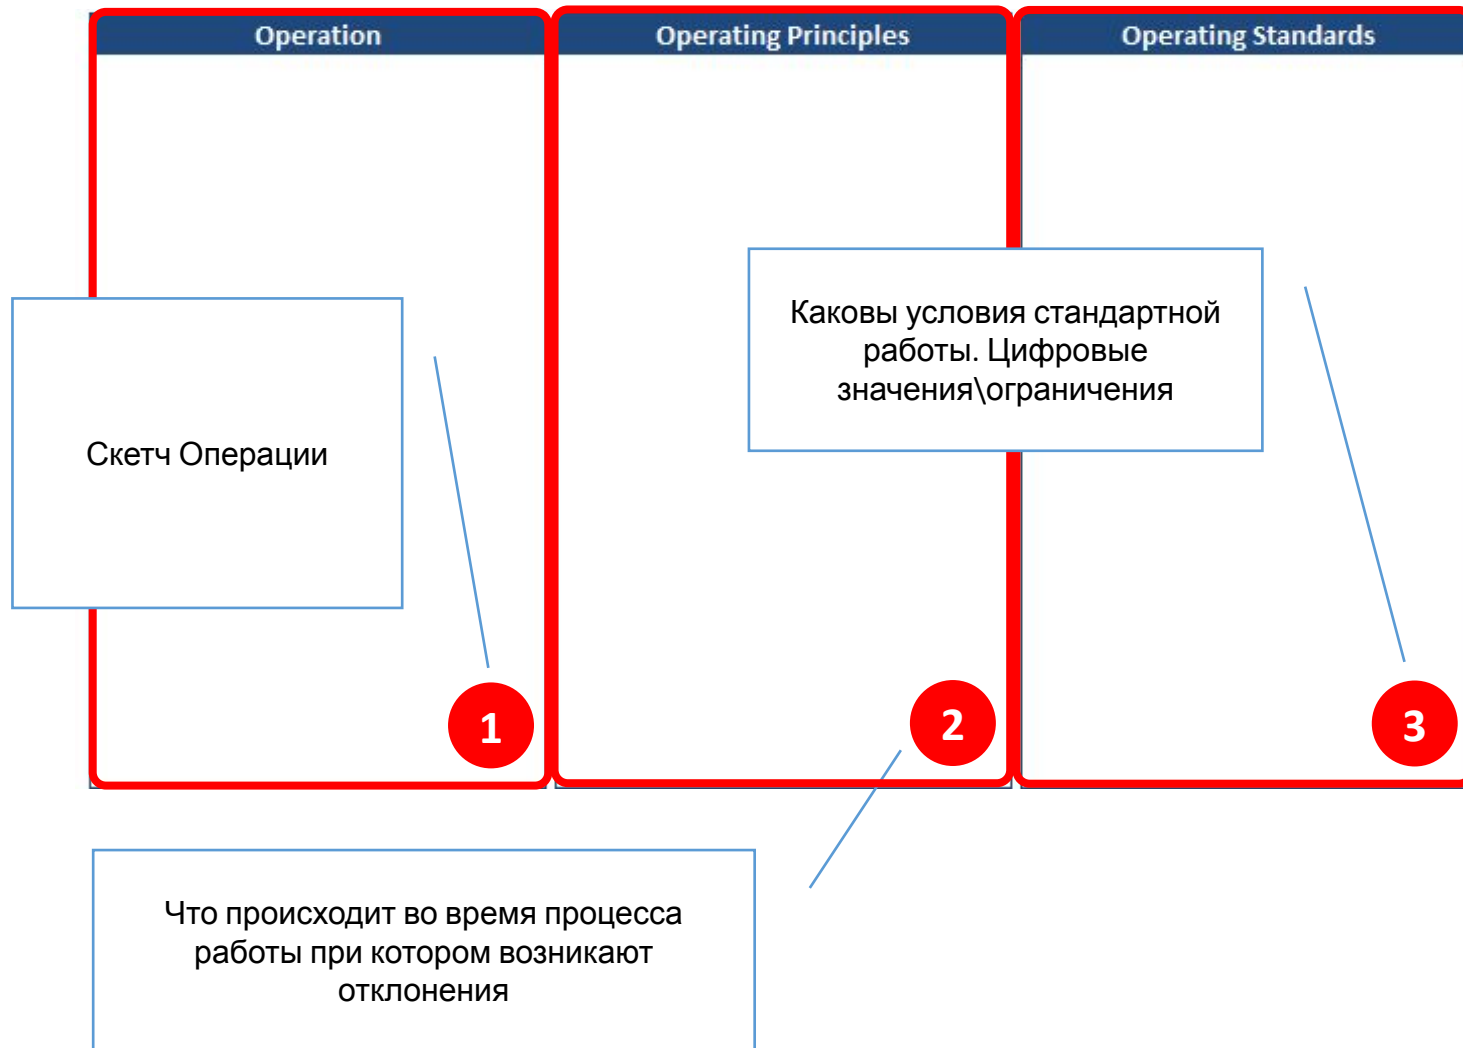 Operation
Operating Principles
Operating Standards
Скетч Операции
Каковы условия стандартной
работы. Цифровые
значения\ограничения
1
2
3
Что происходит во время процесса
работы при котором возникают
отклонения